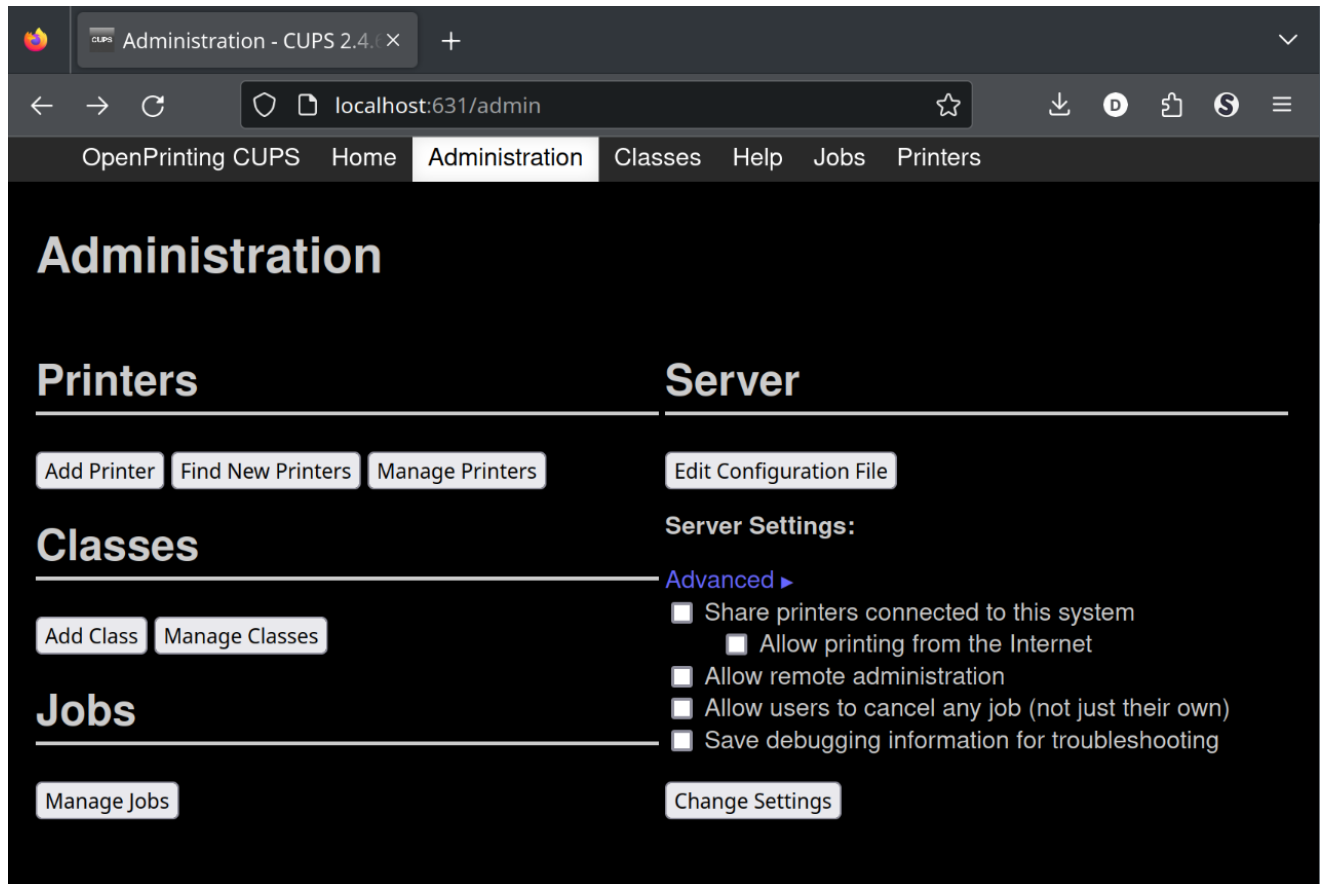 CUPS Administration - CUPS 2.4.6
localhost:631/admin
D S
OpenPrinting CUPS Home Administration Classes Help Jobs Printers
Administration
Printers
Add Printer Find New Printers Manage Printers
Classes
Add Class Manage Classes
Jobs
Manage Jobs
Server
Edit Configuration File
Server Settings:
Advanced ▸
Share printers connected to this system
Allow printing from the Internet
Allow remote administration
Allow users to cancel any job (not just their own)
Save debugging information for troubleshooting
Change Settings